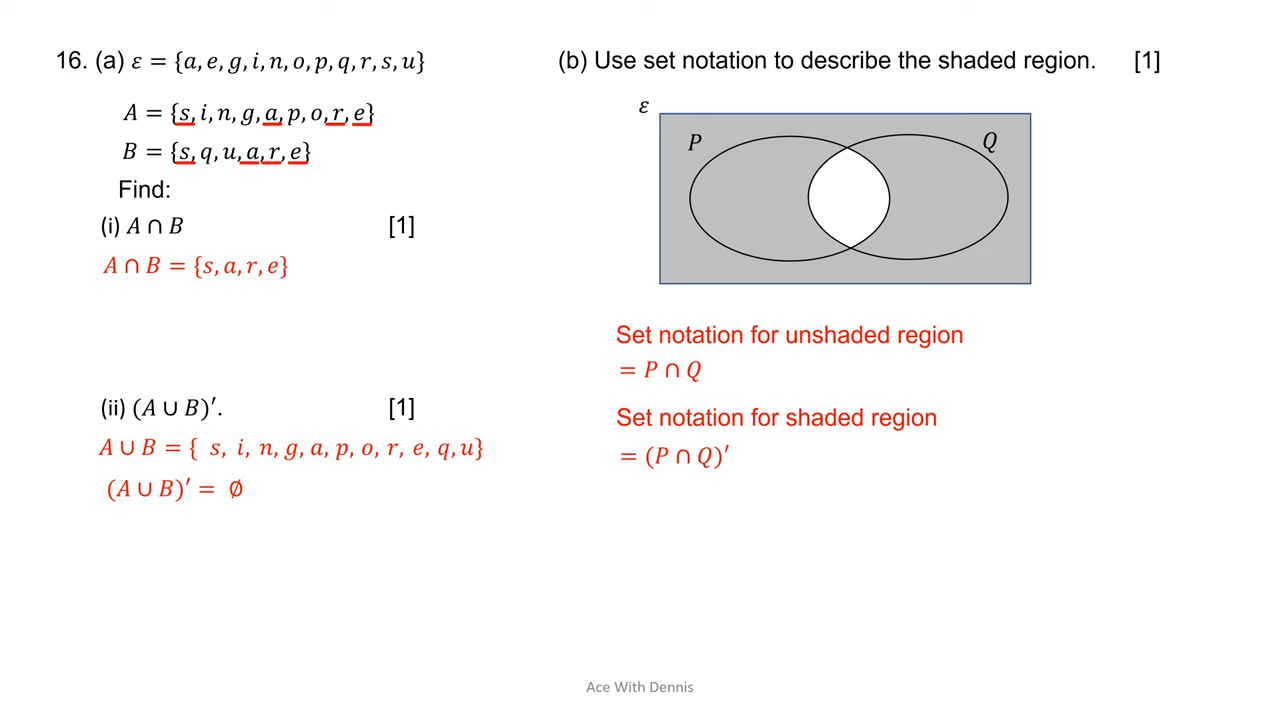 16. (a) ε = {a, e, g, i, n, o, p, q, r, s, u}
A = {s, i, n, g, a, p, o, r, e}
B = {s, q, u, a, r, e}
Find:
(i) A ∩ B [1]
A ∩ B = {s, a, r, e}
(ii) (A ∪ B)′. [1]
A ∪ B = { s, i, n, g, a, p, o, r, e, q, u}
(A ∪ B)′ = ∅
(b) Use set notation to describe the shaded region. [1]
ε
P Q
Set notation for unshaded region
= P ∩ Q
Set notation for shaded region
= (P ∩ Q)′
Ace With Dennis